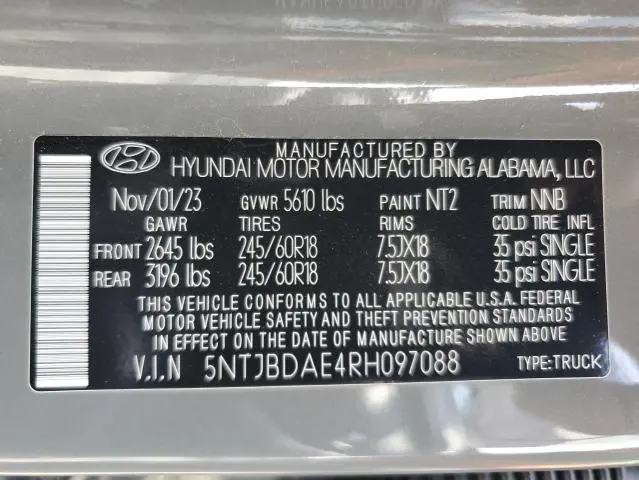 MANUFACTURED BY
HYUNDAI MOTOR MANUFACTURING ALABAMA, LLC
Nov/01/23 GVWR 5610 lbs PAINT NT2 TRIM NNB
GAWR TIRES RIMS COLD TIRE INFL
FRONT 2645 lbs 245/60R18 7.5JX18 35 psi SINGLE
REAR 3196 lbs 245/60R18 7.5JX18 35 psi SINGLE
THIS VEHICLE CONFORMS TO ALL APPLICABLE U.S.A. FEDERAL
MOTOR VEHICLE SAFETY AND THEFT PREVENTION STANDARDS
IN EFFECT ON THE DATE OF MANUFACTURE SHOWN ABOVE
V.I.N 5NTJBDAE4RH097088 TYPE:TRUCK